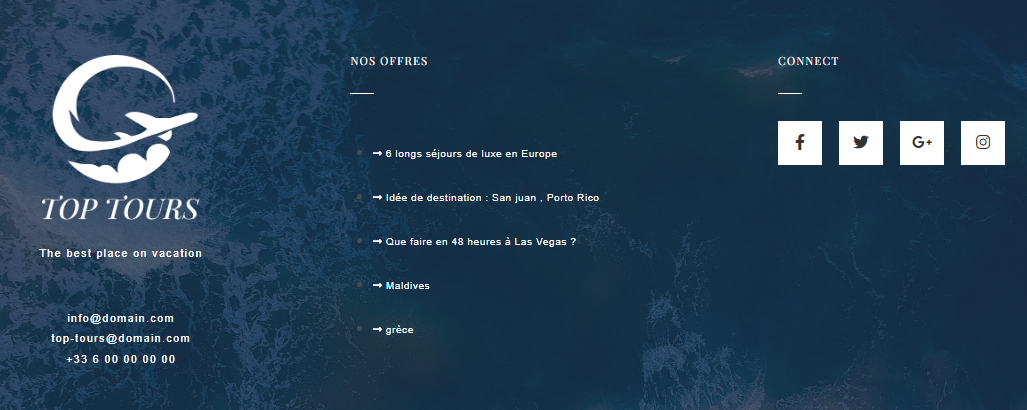 TOP TOURS
The best place on vacation
info@domain.com
top-tours@domain.com
+33 6 00 00 00 00
NOS OFFRES
6 longs séjours de luxe en Europe
Idée de destination : San juan , Porto Rico
Que faire en 48 heures à Las Vegas ?
Maldives
grèce
CONNECT